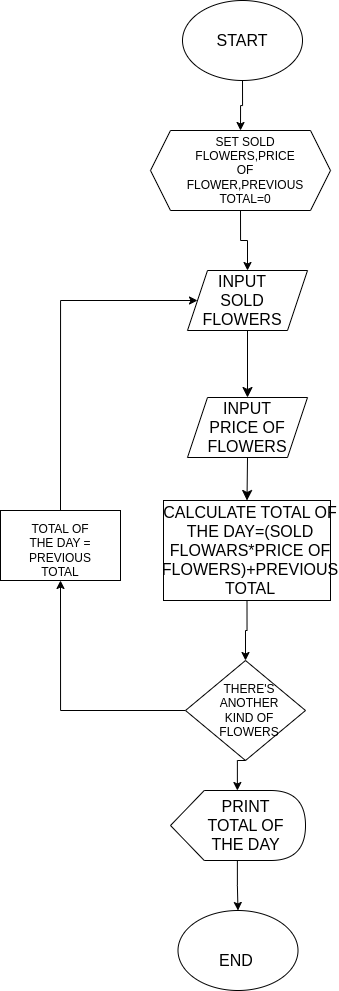 START
SET SOLD
FLOWERS,PRICE
OF
FLOWER,PREVIOUS
TOTAL=0
INPUT
SOLD
FLOWERS
INPUT
PRICE OF
FLOWERS
CALCULATE TOTAL OF
THE DAY=(SOLD
FLOWARS*PRICE OF
FLOWERS)+PREVIOUS
TOTAL
TOTAL OF
THE DAY =
PREVIOUS
TOTAL
THERE'S
ANOTHER
KIND OF
FLOWERS
PRINT
TOTAL OF
THE DAY
END